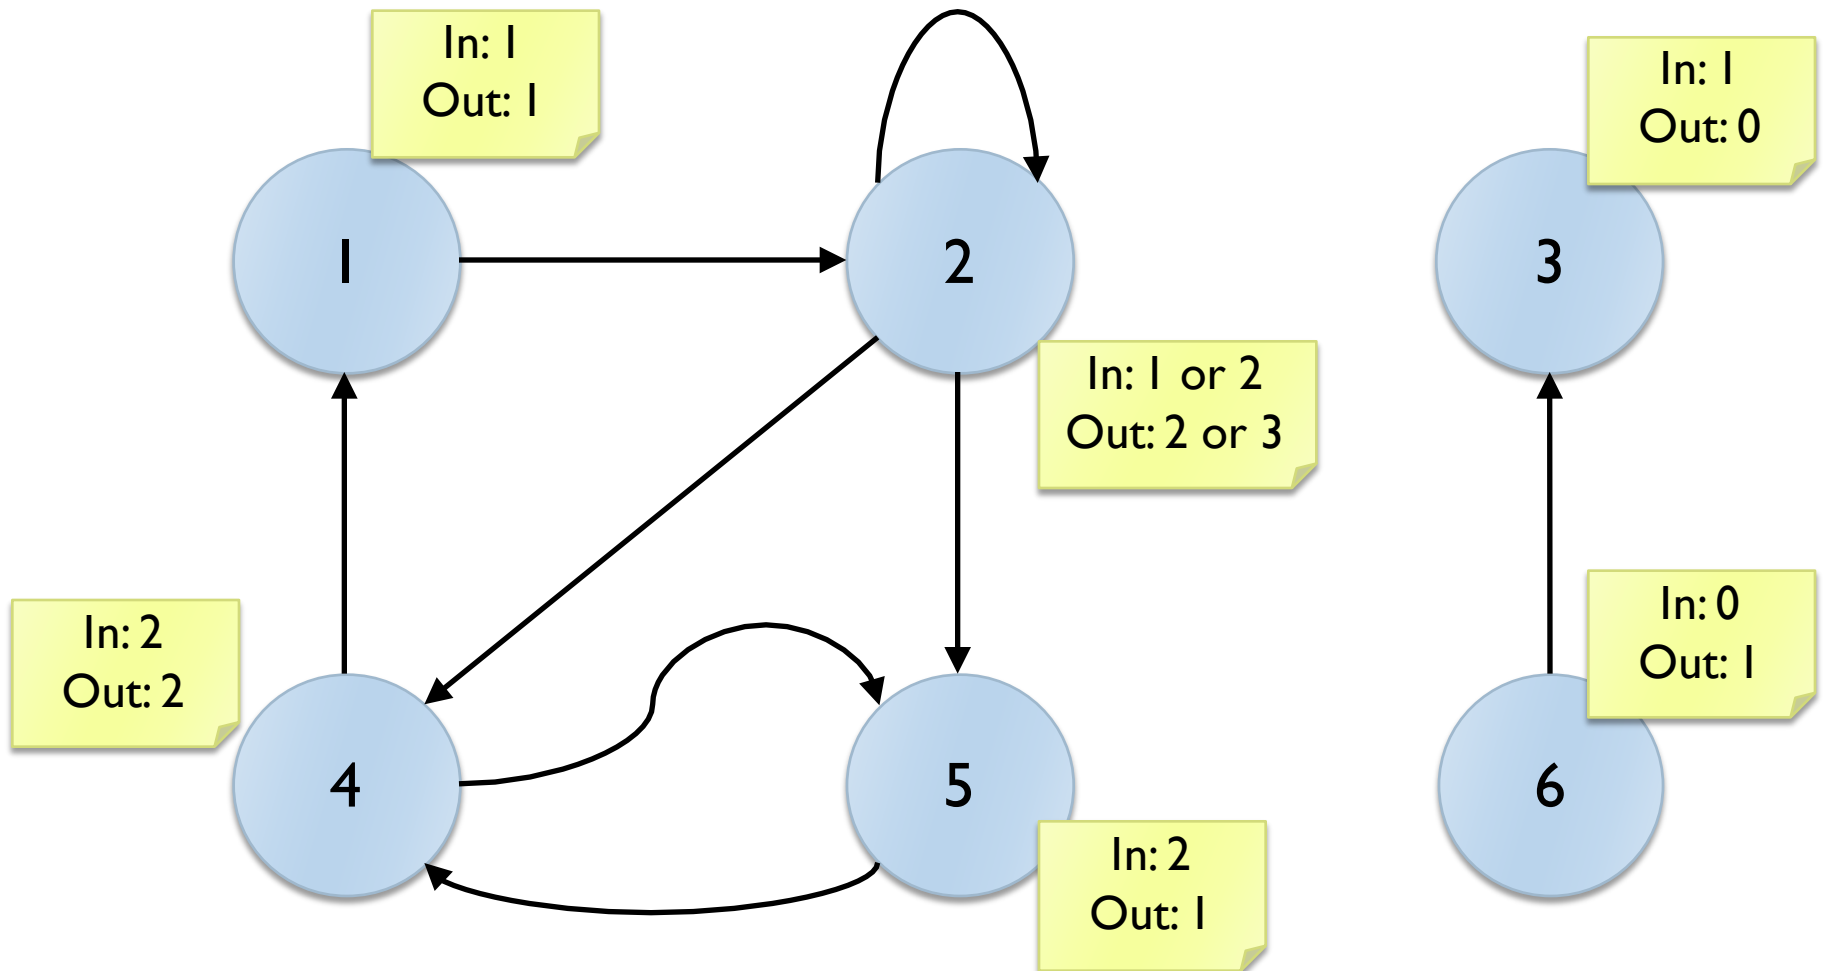 In: 1
Out: 1
In: 1
Out: 0
1
2
3
In: 1 or 2
Out: 2 or 3
In: 2
Out: 2
In: 0
Out: 1
4
5
6
In: 2
Out: 1